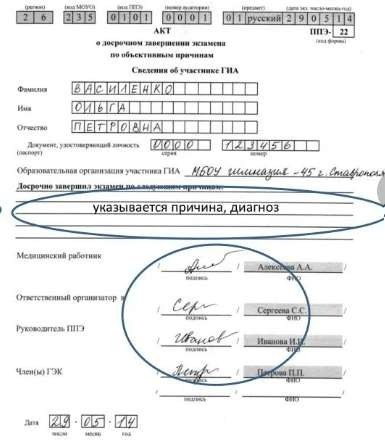 (регион) (код МОУО) (код ППЭ) (номер аудитории) (предмет) (дата экз. число-месяц-год)
2 6 2 3 5 0 1 0 1 0 0 0 1 0 1 русский 2 9 0 5 1 4
АКТ ППЭ- 22
о досрочном завершении экзамена (код формы)
по объективным причинам
Сведения об участнике ГИА
Фамилия ВАСИЛЕНКО
Имя ОЛЬГА
Отчество ПЕТРОВНА
Документ, удостоверяющий личность 0000 123456
(паспорт) серия номер
Образовательная организация участника ГИА МБОУ гимназия -45 г. Ставрополя
Досрочно завершил экзамен по следующим причинам:
указывается причина, диагноз
Медицинский работник
/ / Алексеева А.А. /
подпись ФИО
Ответственный организатор в
/ Серг / Сергеева С.С. /
подпись ФИО
Руководитель ППЭ / Иванов / Иванова И.И. /
подпись ФИО
Член(ы) ГЭК / Петр / Петрова П.П. /
подпись ФИО
/ / /
подпись ФИО
Дата 29 . 05 . 14
число месяц год